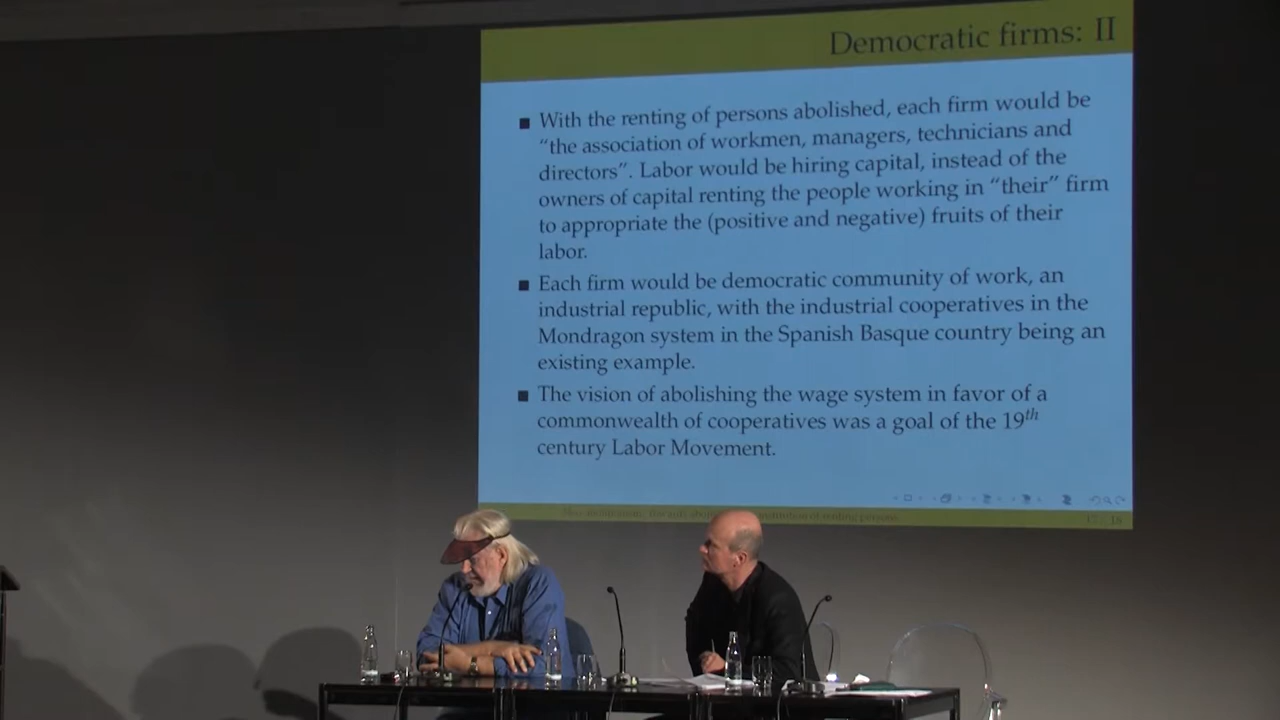 Democratic firms: II
■ With the renting of persons abolished, each firm would be
“the association of workmen, managers, technicians and
directors”. Labor would be hiring capital, instead of the
owners of capital renting the people working in “their” firm
to appropriate the (positive and negative) fruits of their
labor.
■ Each firm would be democratic community of work, an
industrial republic, with the industrial cooperatives in the
Mondragon system in the Spanish Basque country being an
existing example.
■ The vision of abolishing the wage system in favor of a
commonwealth of cooperatives was a goal of the 19th
century Labor Movement.